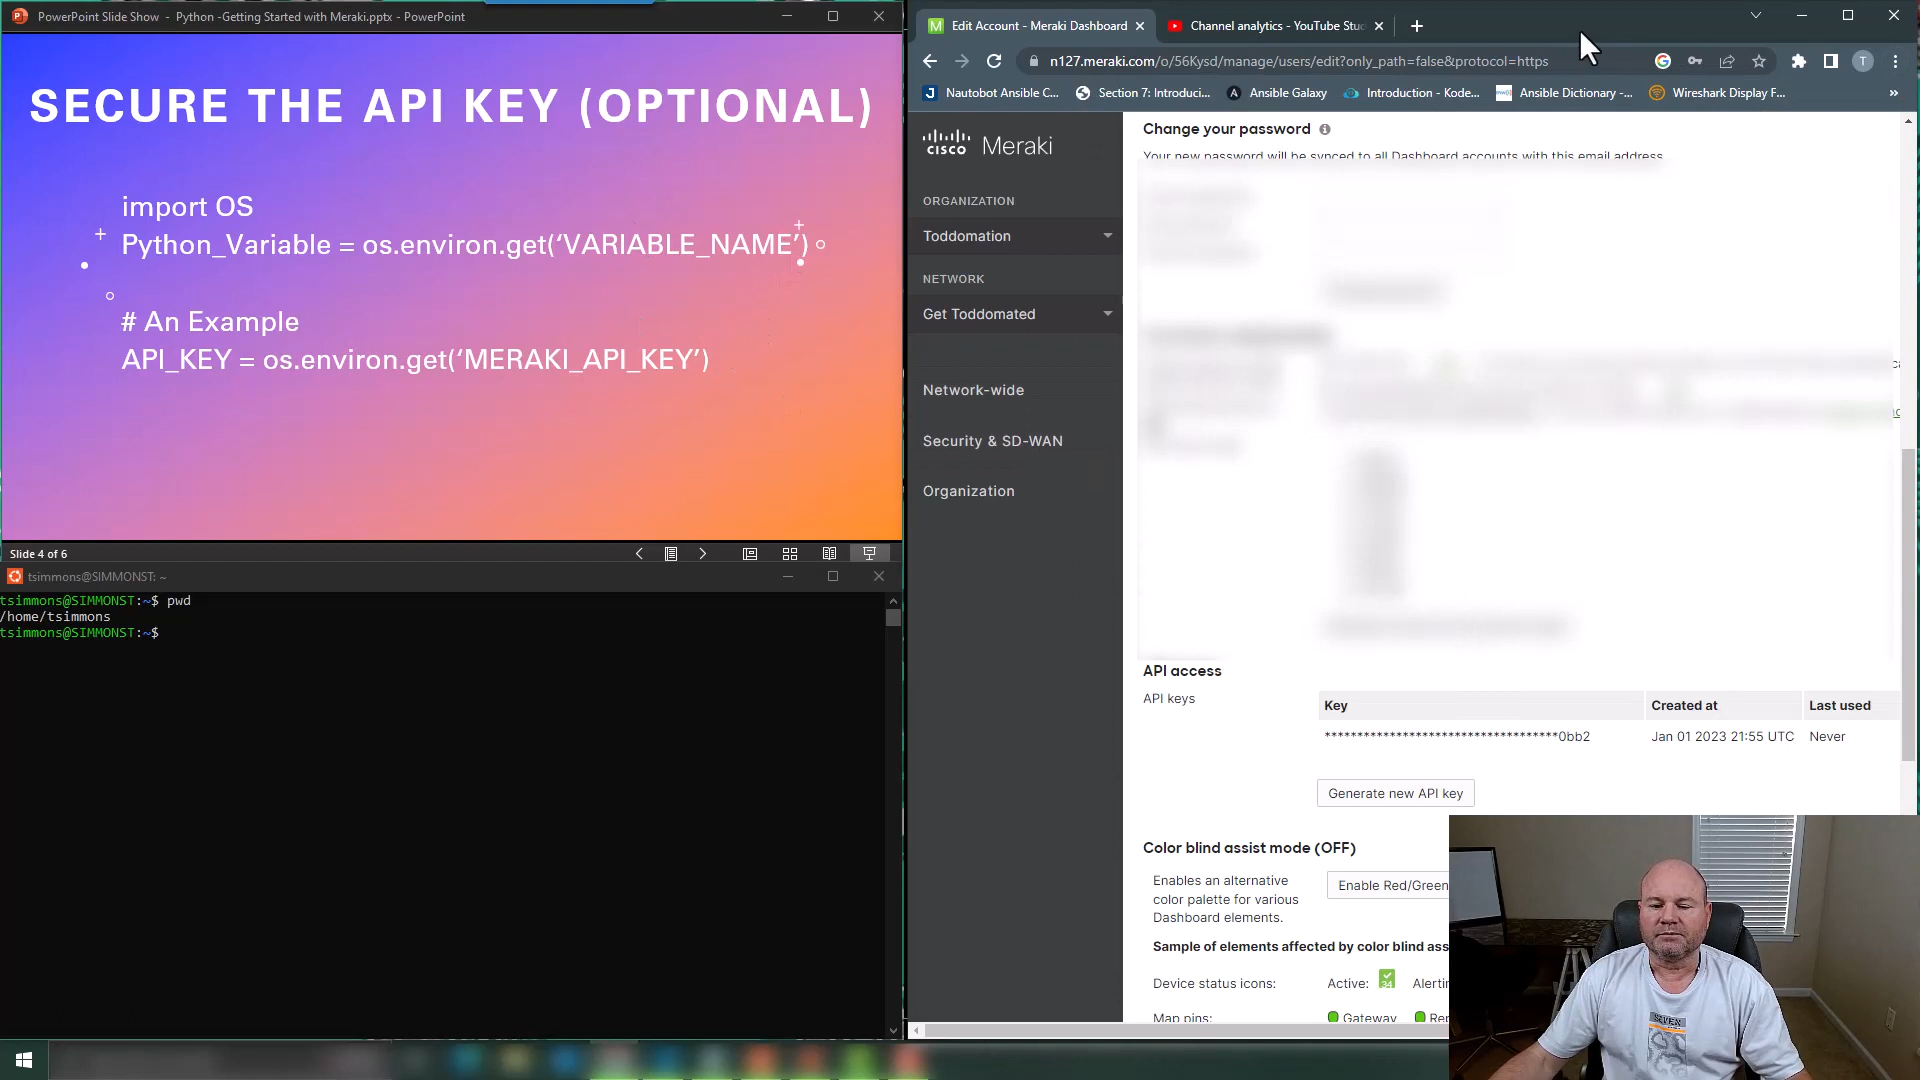 PowerPoint Slide Show - Python -Getting Started with Meraki.pptx - PowerPoint
SECURE THE API KEY (OPTIONAL)
import OS
Python_Variable = os.environ.get(‘VARIABLE_NAME’)
# An Example
API_KEY = os.environ.get(‘MERAKI_API_KEY’)
Slide 4 of 6
tsimmons@SIMMONST: ~
tsimmons@SIMMONST:~$ pwd
/home/tsimmons
tsimmons@SIMMONST:~$
Edit Account - Meraki Dashboard
Channel analytics - YouTube Stu
n127.meraki.com/o/56Kysd/manage/users/edit?only_path=false&protocol=https
T
Nautobot Ansible C...
Section 7: Introduci...
Ansible Galaxy
Introduction - Kode...
Ansible Dictionary -...
Wireshark Display F...
»
cisco Meraki
ORGANIZATION
Toddomation
NETWORK
Get Toddomated
Network-wide
Security & SD-WAN
Organization
Change your password
Your new password will be synced to all Dashboard accounts with this email address
API access
API keys
Key Created at Last used
************************************0bb2 Jan 01 2023 21:55 UTC Never
Generate new API key
Color blind assist mode (OFF)
Enables an alternative
color palette for various
Dashboard elements.
Enable Red/Green
Sample of elements affected by color blind ass
Device status icons: Active: 34 Alertin
Map pins: Gateway Rep
SEVEN